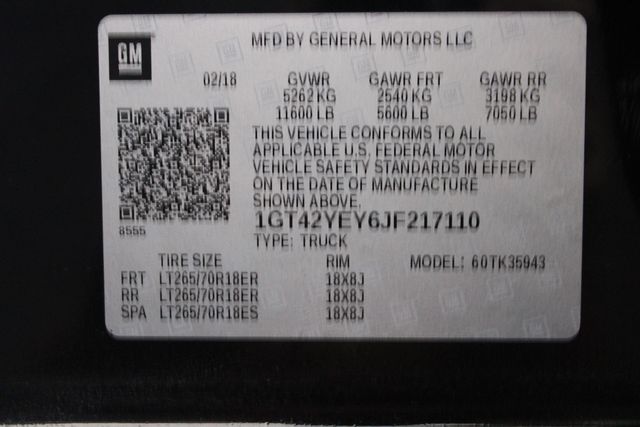 GM
MFD BY GENERAL MOTORS LLC
02/18 GVWR GAWR FRT GAWR RR
5262 KG 2540 KG 3198 KG
11600 LB 5600 LB 7050 LB
THIS VEHICLE CONFORMS TO ALL
APPLICABLE U.S. FEDERAL MOTOR
VEHICLE SAFETY STANDARDS IN EFFECT
ON THE DATE OF MANUFACTURE
SHOWN ABOVE.
8555
1GT42YEY6JF217110
TYPE: TRUCK
TIRE SIZE RIM MODEL: 60TK35943
FRT LT265/70R18ER 18X8J
RR LT265/70R18ER 18X8J
SPA LT265/70R18ES 18X8J